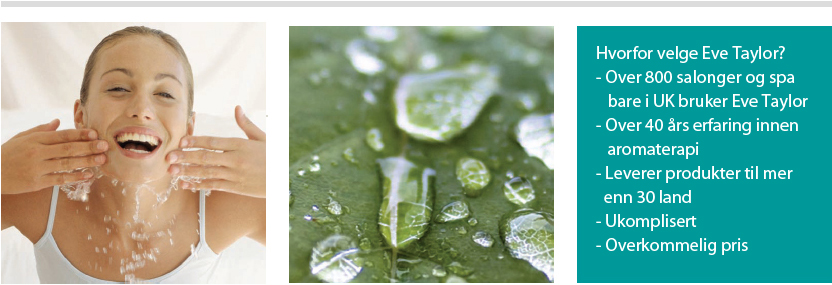 Hvorfor velge Eve Taylor?
- Over 800 salonger og spa
bare i UK bruker Eve Taylor
- Over 40 års erfaring innen
aromaterapi
- Leverer produkter til mer
enn 30 land
- Ukomplisert
- Overkommelig pris